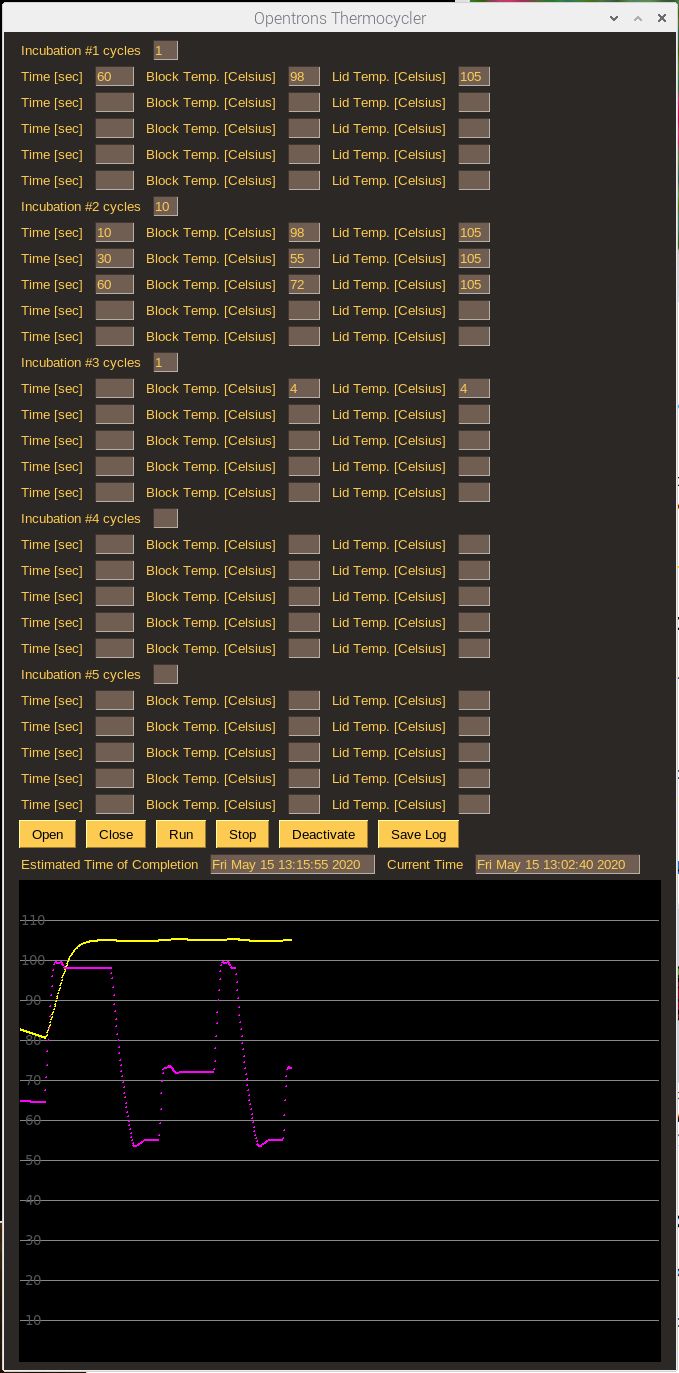 Opentrons Thermocycler
Incubation #1 cycles 1
Time [sec] 60 Block Temp. [Celsius] 98 Lid Temp. [Celsius] 105
Time [sec] Block Temp. [Celsius] Lid Temp. [Celsius]
Time [sec] Block Temp. [Celsius] Lid Temp. [Celsius]
Time [sec] Block Temp. [Celsius] Lid Temp. [Celsius]
Time [sec] Block Temp. [Celsius] Lid Temp. [Celsius]
Incubation #2 cycles 10
Time [sec] 10 Block Temp. [Celsius] 98 Lid Temp. [Celsius] 105
Time [sec] 30 Block Temp. [Celsius] 55 Lid Temp. [Celsius] 105
Time [sec] 60 Block Temp. [Celsius] 72 Lid Temp. [Celsius] 105
Time [sec] Block Temp. [Celsius] Lid Temp. [Celsius]
Time [sec] Block Temp. [Celsius] Lid Temp. [Celsius]
Incubation #3 cycles 1
Time [sec] Block Temp. [Celsius] 4 Lid Temp. [Celsius] 4
Time [sec] Block Temp. [Celsius] Lid Temp. [Celsius]
Time [sec] Block Temp. [Celsius] Lid Temp. [Celsius]
Time [sec] Block Temp. [Celsius] Lid Temp. [Celsius]
Time [sec] Block Temp. [Celsius] Lid Temp. [Celsius]
Incubation #4 cycles
Time [sec] Block Temp. [Celsius] Lid Temp. [Celsius]
Time [sec] Block Temp. [Celsius] Lid Temp. [Celsius]
Time [sec] Block Temp. [Celsius] Lid Temp. [Celsius]
Time [sec] Block Temp. [Celsius] Lid Temp. [Celsius]
Time [sec] Block Temp. [Celsius] Lid Temp. [Celsius]
Incubation #5 cycles
Time [sec] Block Temp. [Celsius] Lid Temp. [Celsius]
Time [sec] Block Temp. [Celsius] Lid Temp. [Celsius]
Time [sec] Block Temp. [Celsius] Lid Temp. [Celsius]
Time [sec] Block Temp. [Celsius] Lid Temp. [Celsius]
Time [sec] Block Temp. [Celsius] Lid Temp. [Celsius]
Open Close Run Stop Deactivate Save Log
Estimated Time of Completion Fri May 15 13:15:55 2020 Current Time Fri May 15 13:02:40 2020
110
100
90
80
70
60
50
40
30
20
10